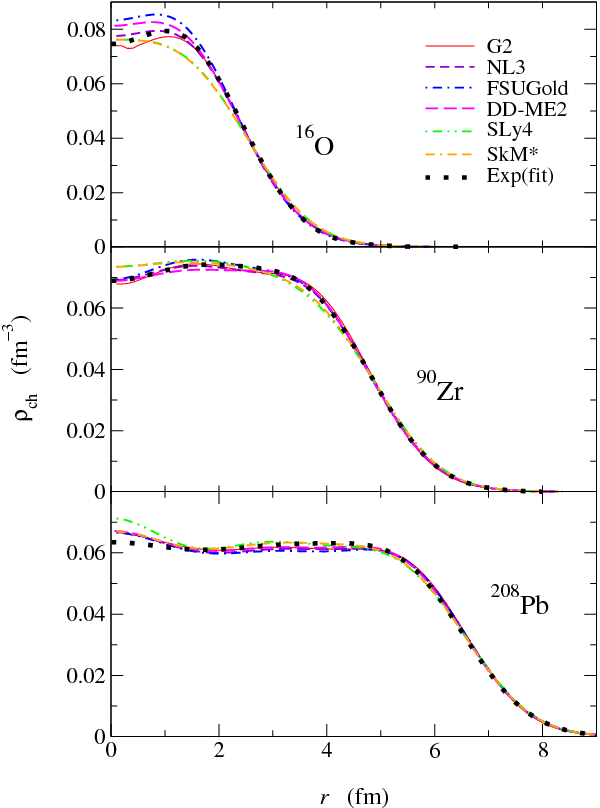 0.08
0.06
0.04
0.02
0
¹⁶O
G2
NL3
FSUGold
DD-ME2
SLy4
SkM*
Exp(fit)
0.06
0.04
0.02
0
⁹⁰Zr
ρch (fm⁻³)
0.06
0.04
0.02
0
²⁰⁸Pb
0 2 4 6 8
r (fm)